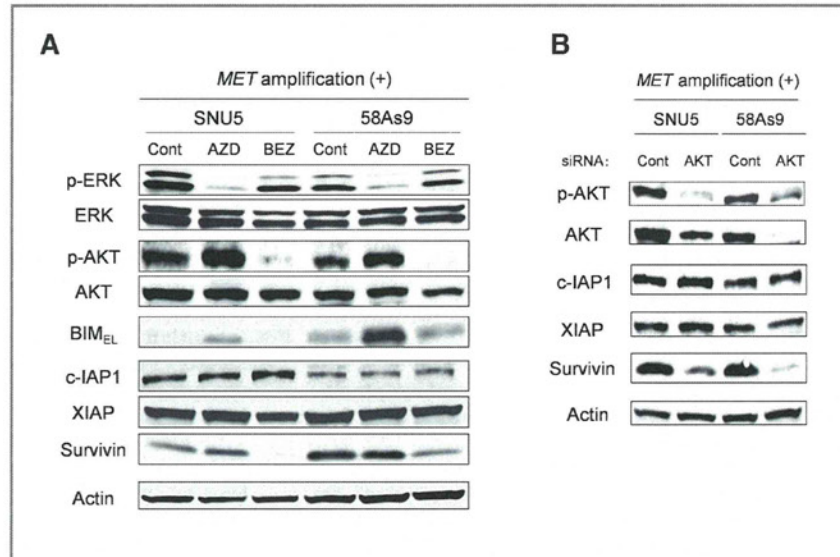 A
MET amplification (+)
SNU5 58As9
Cont AZD BEZ Cont AZD BEZ
p-ERK
ERK
p-AKT
AKT
BIMEL
c-IAP1
XIAP
Survivin
Actin
B
MET amplification (+)
SNU5 58As9
siRNA: Cont AKT Cont AKT
p-AKT
AKT
c-IAP1
XIAP
Survivin
Actin